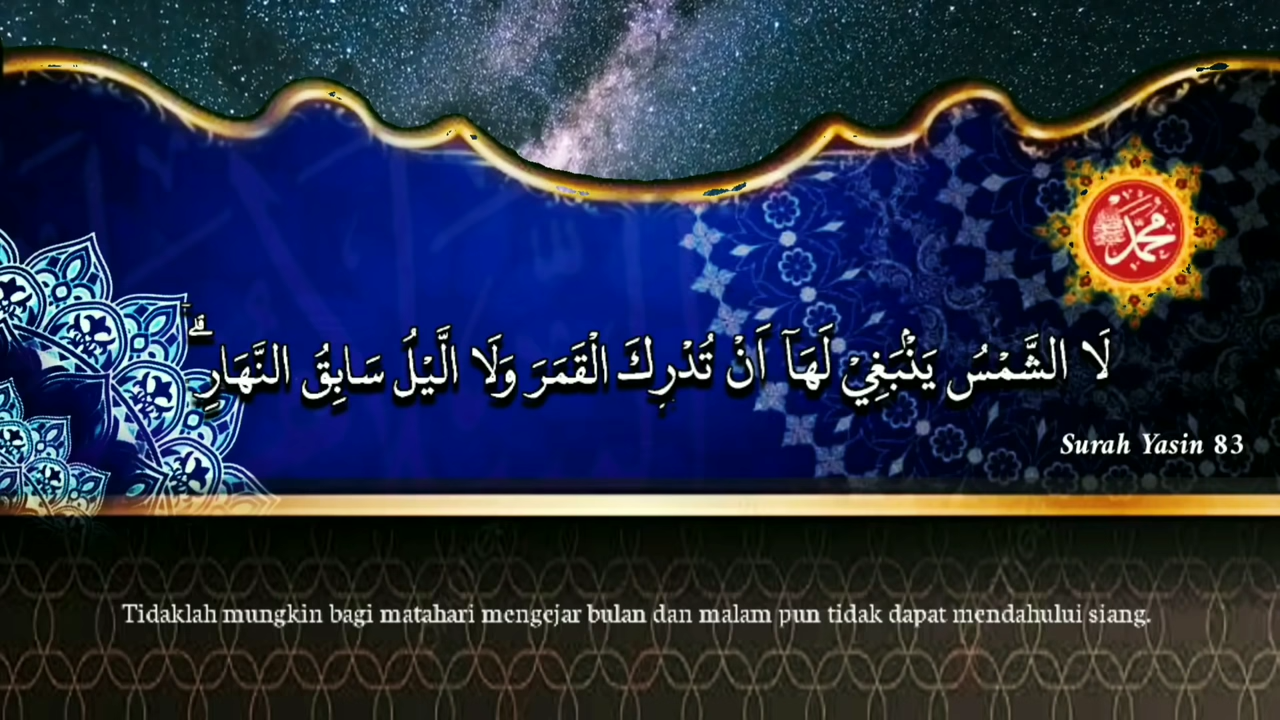 محمد
لَا الشَّمْسُ يَنْۢبَغِيْ لَهَآ اَنْ تُدْرِكَ الْقَمَرَ وَلَا الَّيْلُ سَابِقُ النَّهَارِ ۗ
Surah Yasin 83
Tidaklah mungkin bagi matahari mengejar bulan dan malam pun tidak dapat mendahului siang.